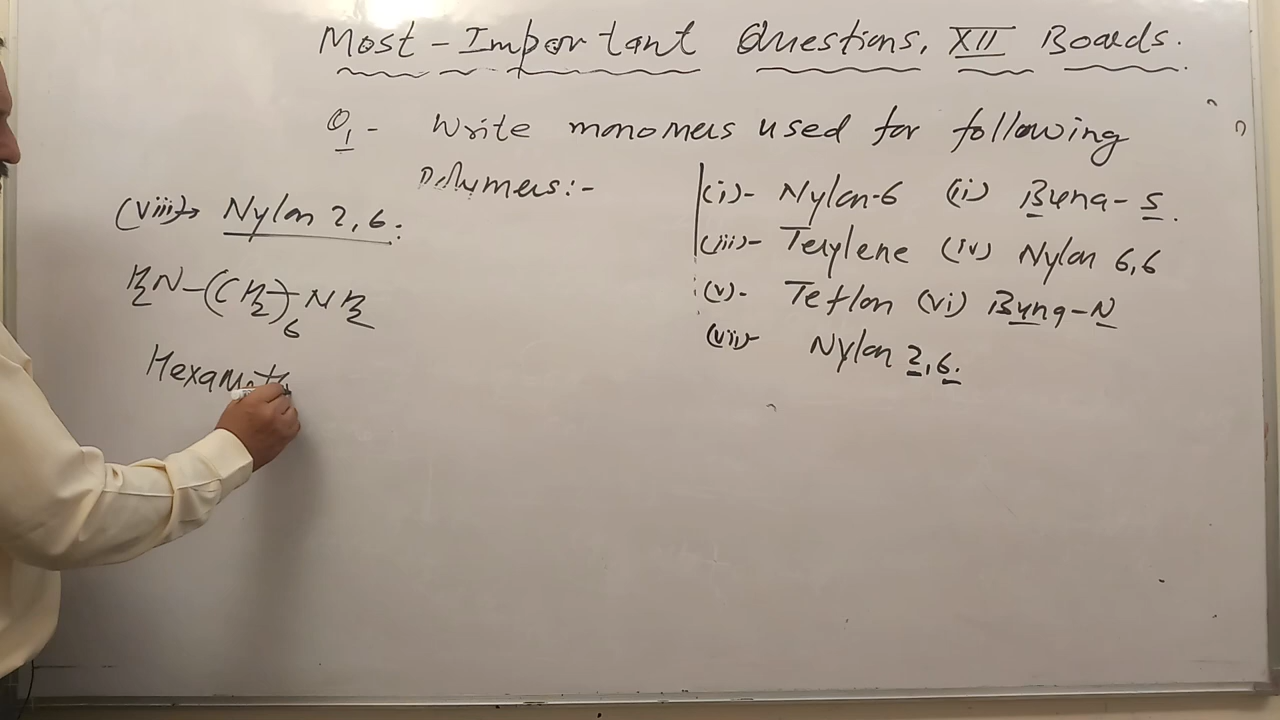 Most-Important Questions, XII Boards.
Q1- Write monomers used for following
polymers:-
(i)- Nylon-6 (ii) Buna-S.
(iii)- Terylene (iv) Nylon 6,6
(v)- Teflon (vi) Buna-N
(vii)- Nylon 2,6.
(viii)→ Nylon 2,6:
H2N-(CH2)6 NH2
Hexameth